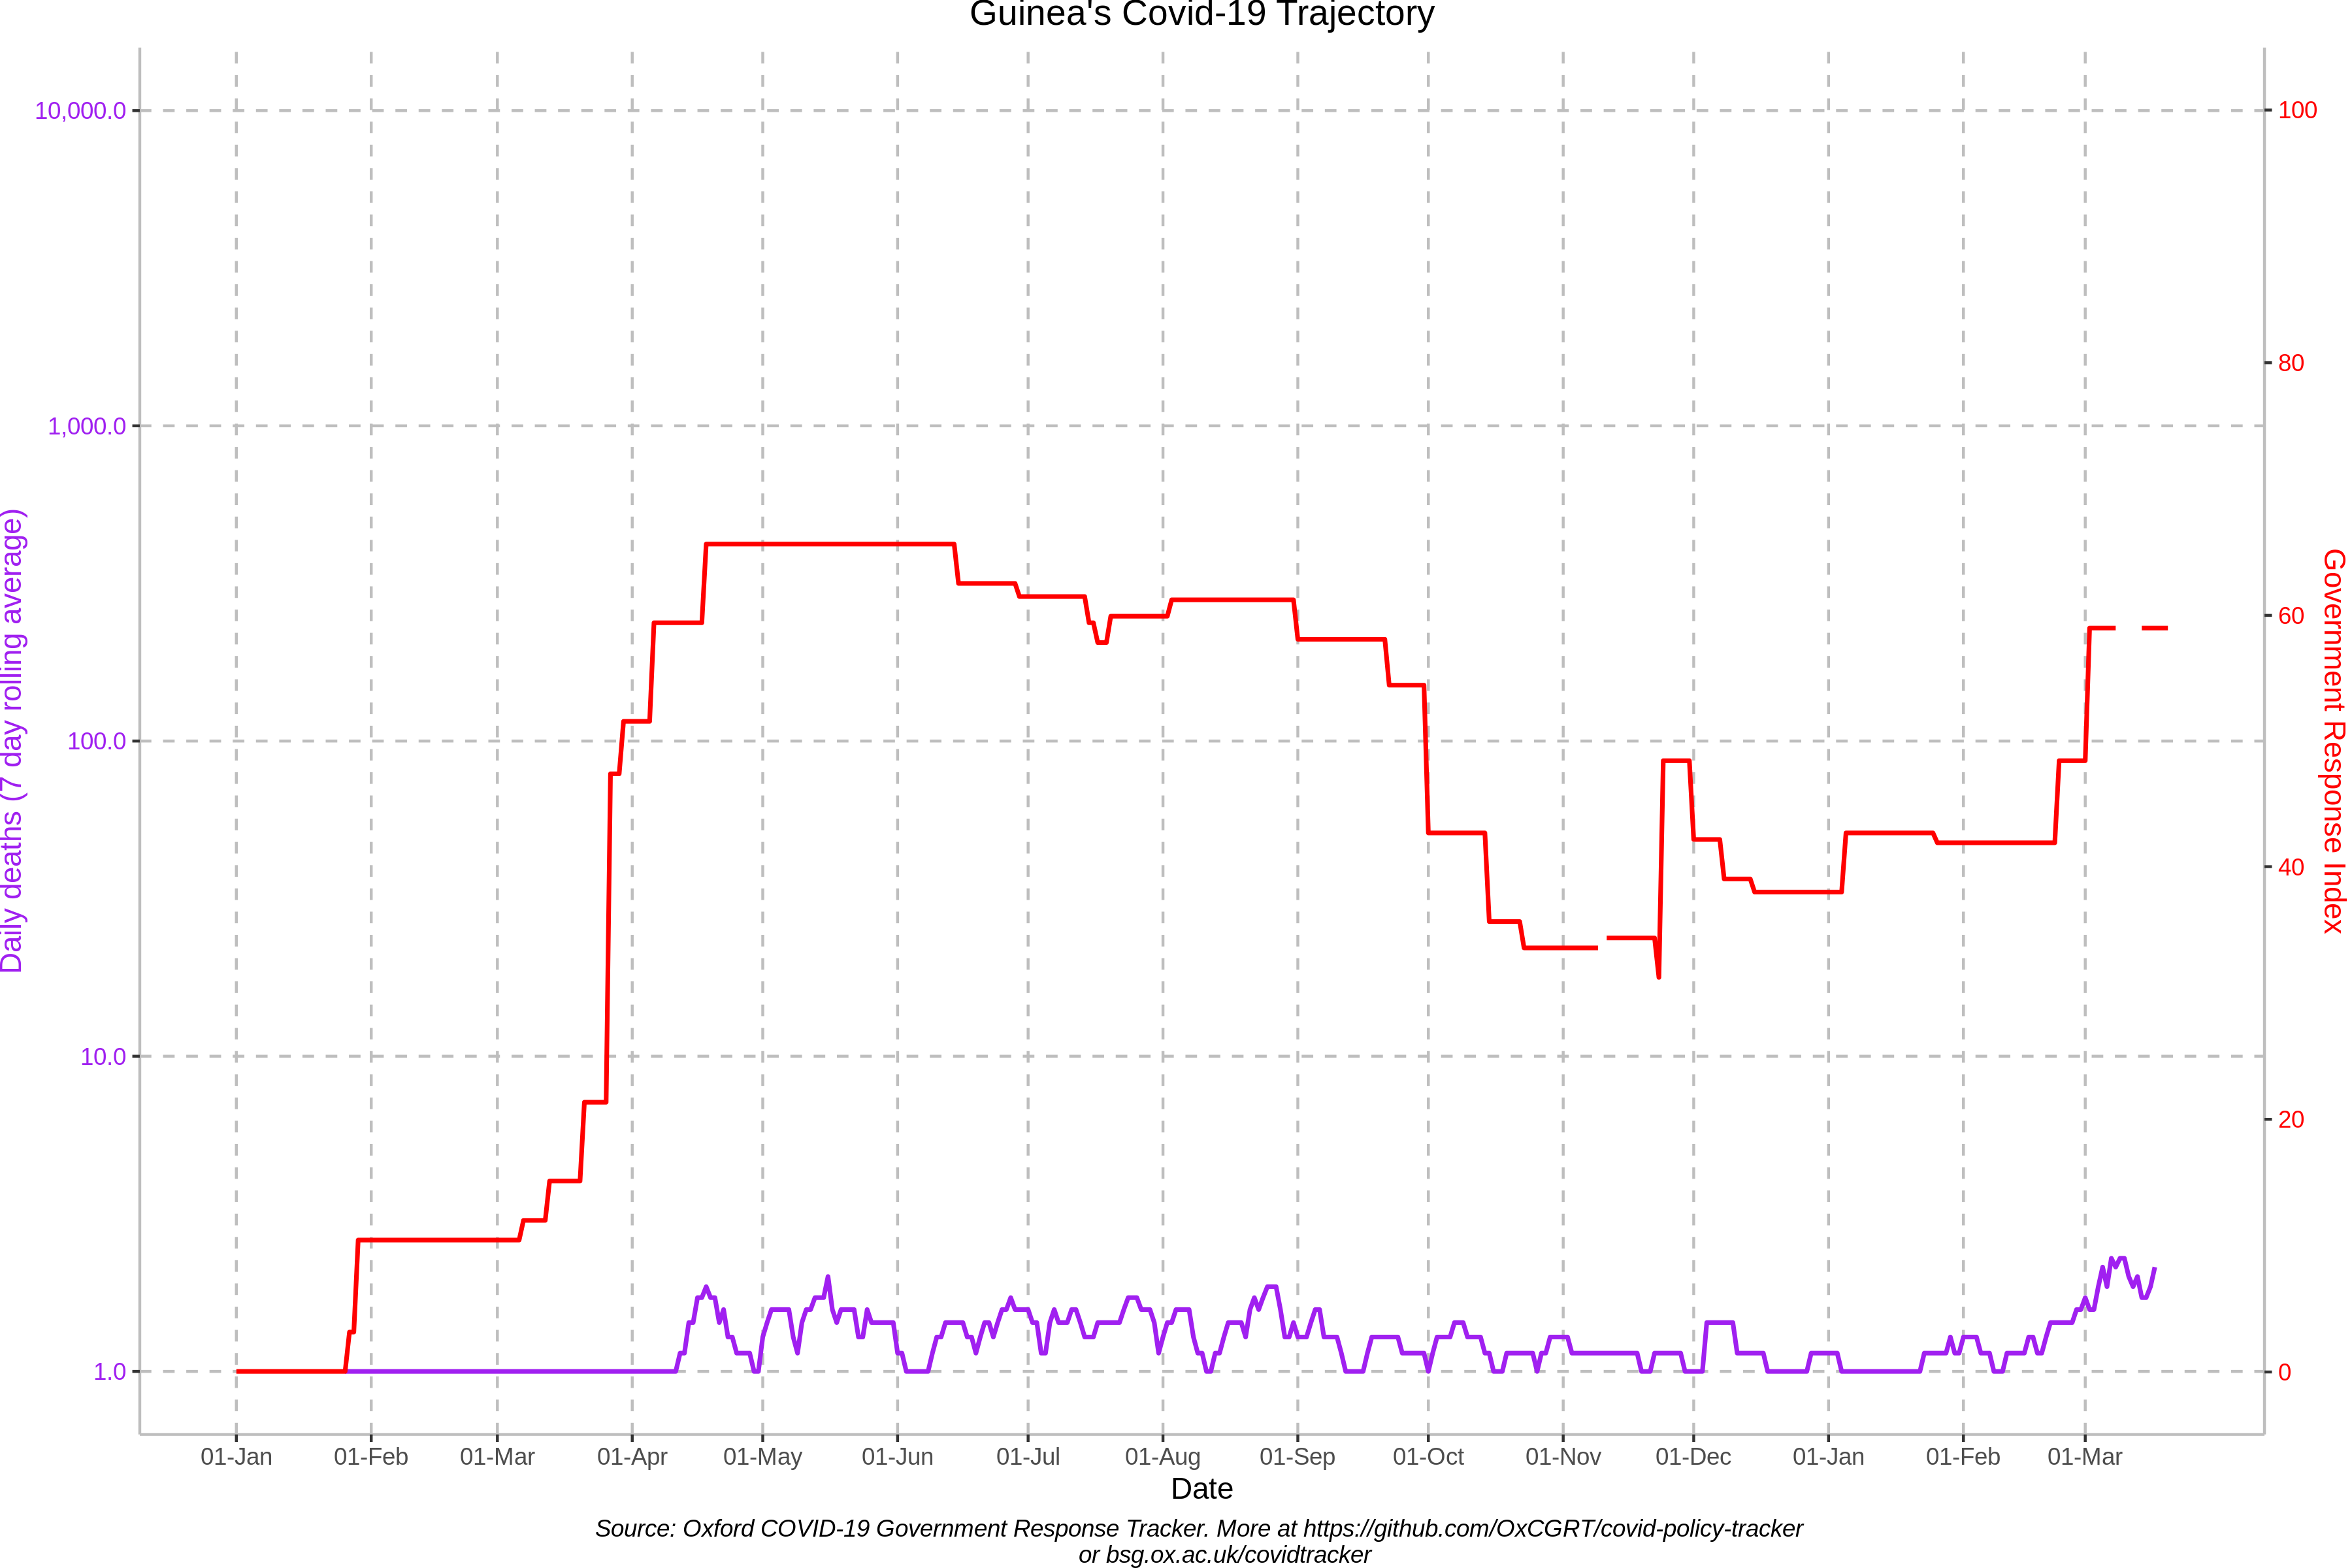 Guinea's Covid-19 Trajectory
10,000.0
1,000.0
100.0
10.0
1.0
Daily deaths (7 day rolling average)
100
80
60
40
20
0
Government Response Index
01-Jan
01-Feb
01-Mar
01-Apr
01-May
01-Jun
01-Jul
01-Aug
01-Sep
01-Oct
01-Nov
01-Dec
01-Jan
01-Feb
01-Mar
Date
Source: Oxford COVID-19 Government Response Tracker. More at https://github.com/OxCGRT/covid-policy-tracker
or bsg.ox.ac.uk/covidtracker